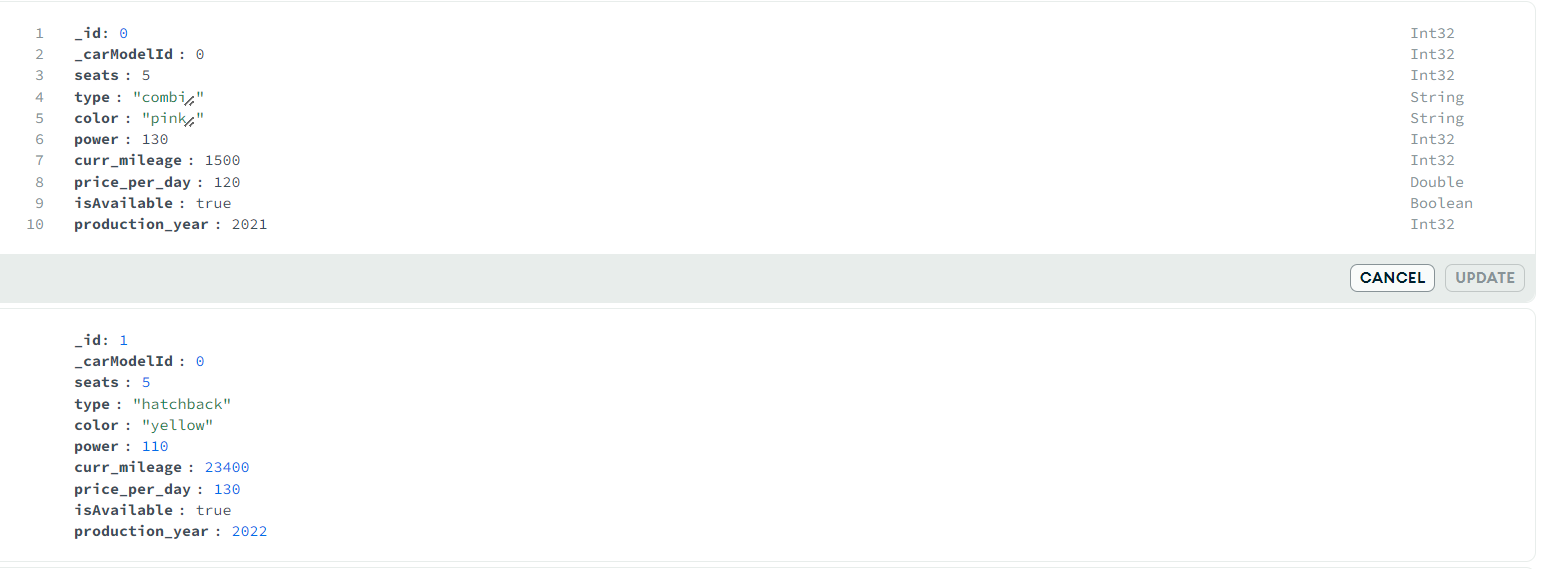 1 _id: 0 Int32
2 _carModelId : 0 Int32
3 seats : 5 Int32
4 type : "combi" String
5 color : "pink" String
6 power : 130 Int32
7 curr_mileage : 1500 Int32
8 price_per_day : 120 Double
9 isAvailable : true Boolean
10 production_year : 2021 Int32
CANCEL UPDATE
_id: 1
_carModelId : 0
seats : 5
type : "hatchback"
color : "yellow"
power : 110
curr_mileage : 23400
price_per_day : 130
isAvailable : true
production_year : 2022